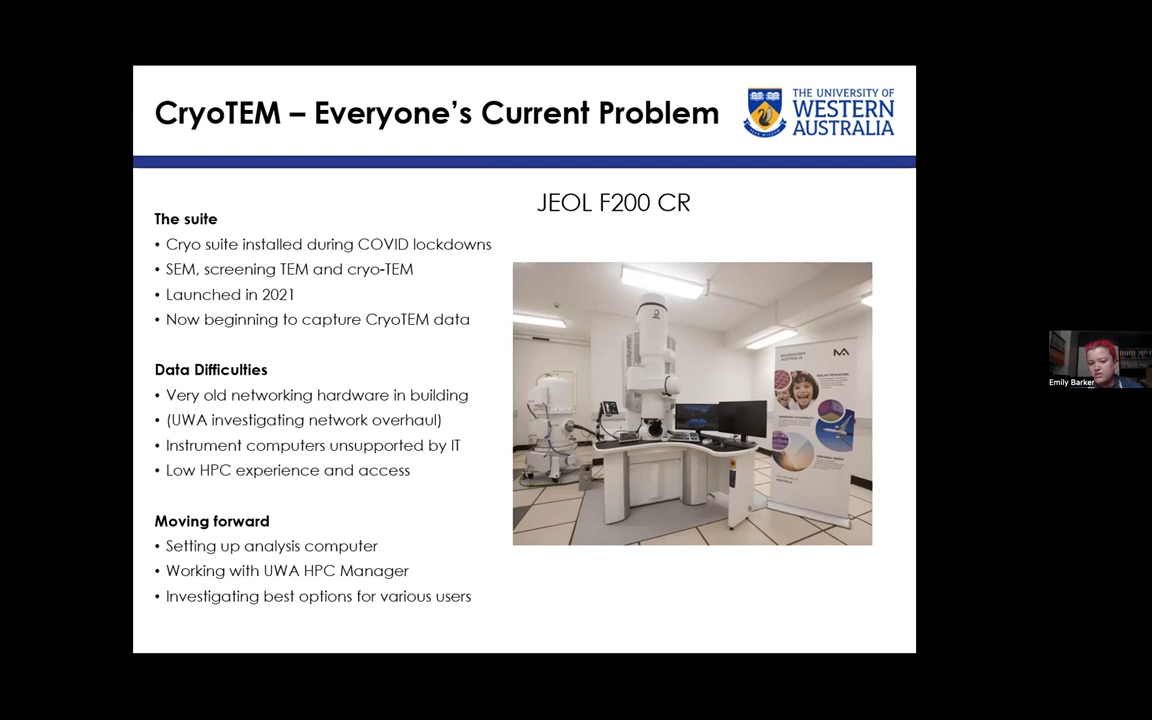 CryoTEM – Everyone's Current Problem
THE UNIVERSITY OF
WESTERN
AUSTRALIA
JEOL F200 CR
The suite
• Cryo suite installed during COVID lockdowns
• SEM, screening TEM and cryo-TEM
• Launched in 2021
• Now beginning to capture CryoTEM data
Data Difficulties
• Very old networking hardware in building
• (UWA investigating network overhaul)
• Instrument computers unsupported by IT
• Low HPC experience and access
Moving forward
• Setting up analysis computer
• Working with UWA HPC Manager
• Investigating best options for various users
MICROSCOPY
AUSTRALIA
Emily Barker